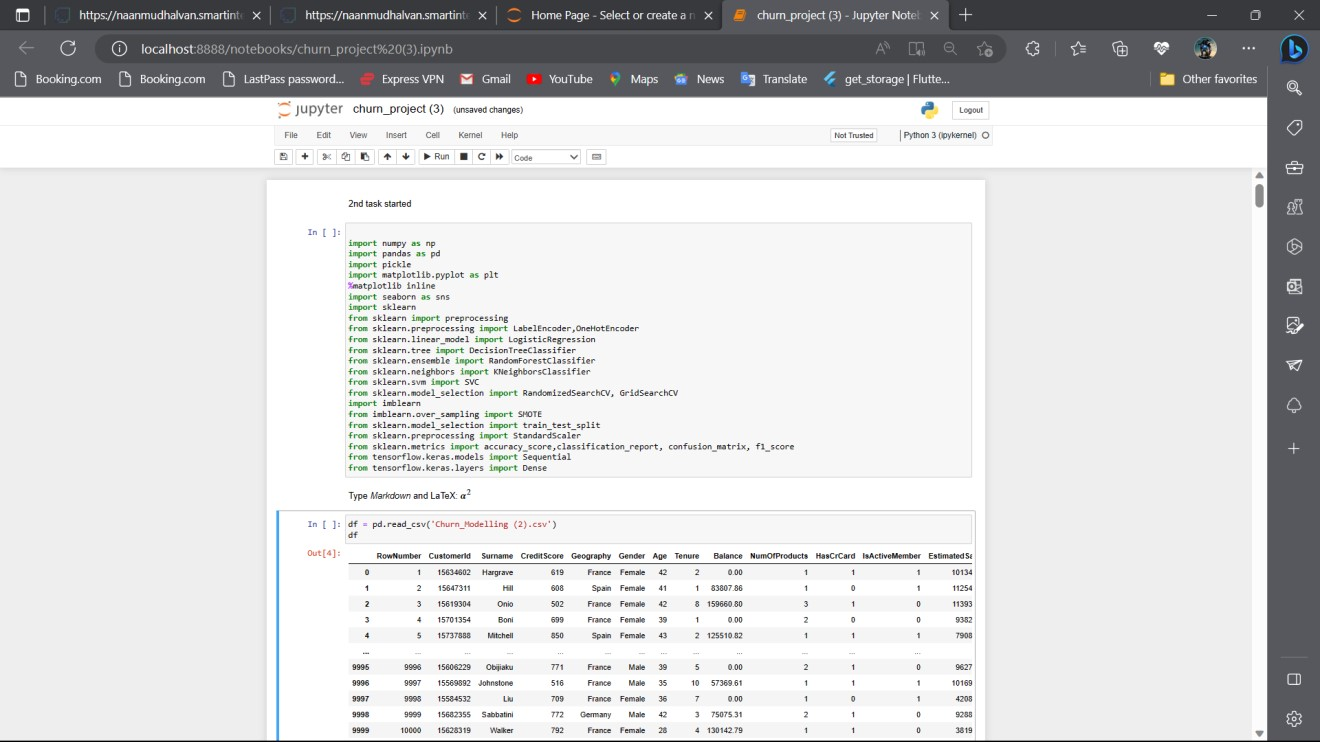 https://naanmudhalvan.smartinte
https://naanmudhalvan.smartinte
Home Page - Select or create a n
churn_project (3) - Jupyter Noteb
localhost:8888/notebooks/churn_project%20(3).ipynb
Booking.com
Booking.com
LastPass password...
Express VPN
Gmail
YouTube
Maps
News
Translate
get_storage | Flutte...
Other favorites
jupyter churn_project (3) (unsaved changes)
Logout
File Edit View Insert Cell Kernel Help
Not Trusted
Python 3 (ipykernel)
Run
Code
2nd task started
In [ ]:
import numpy as np
import pandas as pd
import pickle
import matplotlib.pyplot as plt
%matplotlib inline
import seaborn as sns
import sklearn
from sklearn import preprocessing
from sklearn.preprocessing import LabelEncoder,OneHotEncoder
from sklearn.linear_model import LogisticRegression
from sklearn.tree import DecisionTreeClassifier
from sklearn.ensemble import RandomForestClassifier
from sklearn.neighbors import KNeighborsClassifier
from sklearn.svm import SVC
from sklearn.model_selection import RandomizedSearchCV, GridSearchCV
import imblearn
from imblearn.over_sampling import SMOTE
from sklearn.model_selection import train_test_split
from sklearn.preprocessing import StandardScaler
from sklearn.metrics import accuracy_score,classification_report, confusion_matrix, f1_score
from tensorflow.keras.models import Sequential
from tensorflow.keras.layers import Dense
Type Markdown and LaTeX: α²
In [ ]: df = pd.read_csv('Churn_Modelling (2).csv')
df
Out[4]:
RowNumber CustomerId Surname CreditScore Geography Gender Age Tenure Balance NumOfProducts HasCrCard IsActiveMember EstimatedSa
0 1 15634602 Hargrave 619 France Female 42 2 0.00 1 1 1 10134
1 2 15647311 Hill 608 Spain Female 41 1 83807.86 1 0 1 11254
2 3 15619304 Onio 502 France Female 42 8 159660.80 3 1 0 11393
3 4 15701354 Boni 699 France Female 39 1 0.00 2 0 0 9382
4 5 15737888 Mitchell 850 Spain Female 43 2 125510.82 1 1 1 7908
... ... ... ... ... ... ... ... ... ... ... ... ...
9995 9996 15606229 Obijiaku 771 France Male 39 5 0.00 2 1 0 9627
9996 9997 15569892 Johnstone 516 France Male 35 10 57369.61 1 1 1 10169
9997 9998 15584532 Liu 709 France Female 36 7 0.00 1 0 1 4208
9998 9999 15682355 Sabbatini 772 Germany Male 42 3 75075.31 2 1 0 9288
9999 10000 15628319 Walker 792 France Female 28 4 130142.79 1 1 0 3819